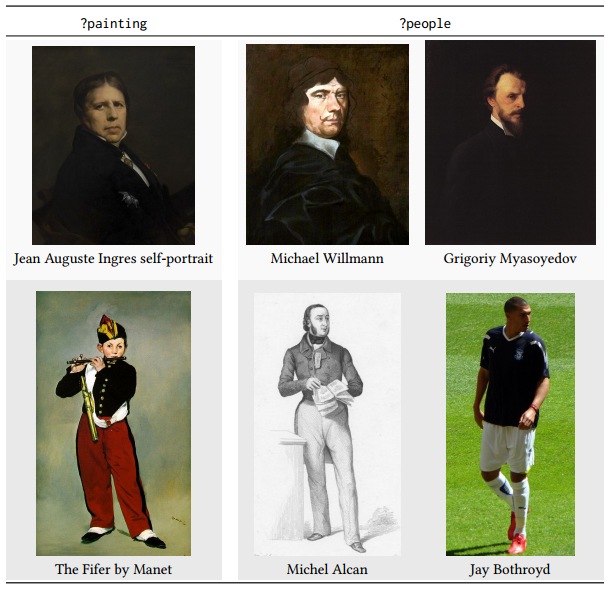 ?painting ?people
Jean Auguste Ingres self-portrait Michael Willmann Grigoriy Myasoyedov
The Fifer by Manet Michel Alcan Jay Bothroyd